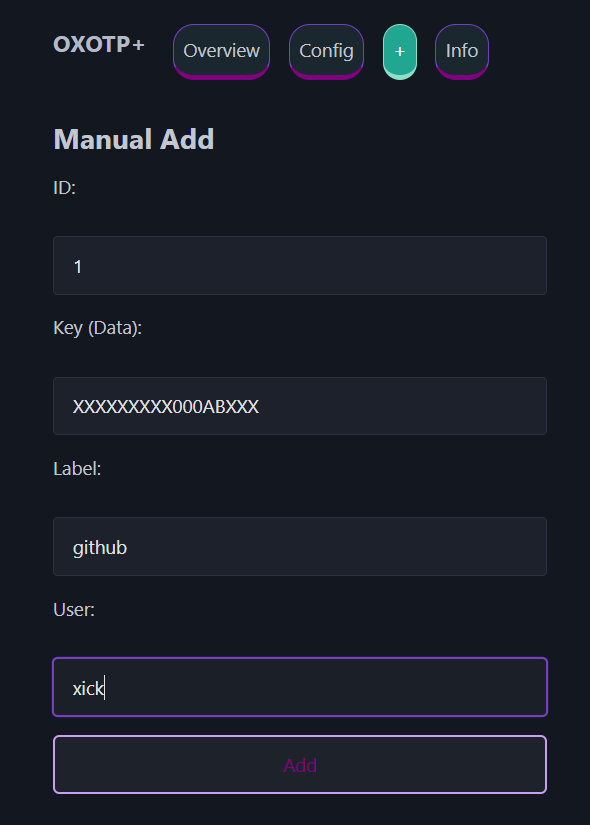 OXOTP+
Overview
Config
+
Info
Manual Add
ID:
1
Key (Data):
XXXXXXXXX000ABXXX
Label:
github
User:
xick
Add